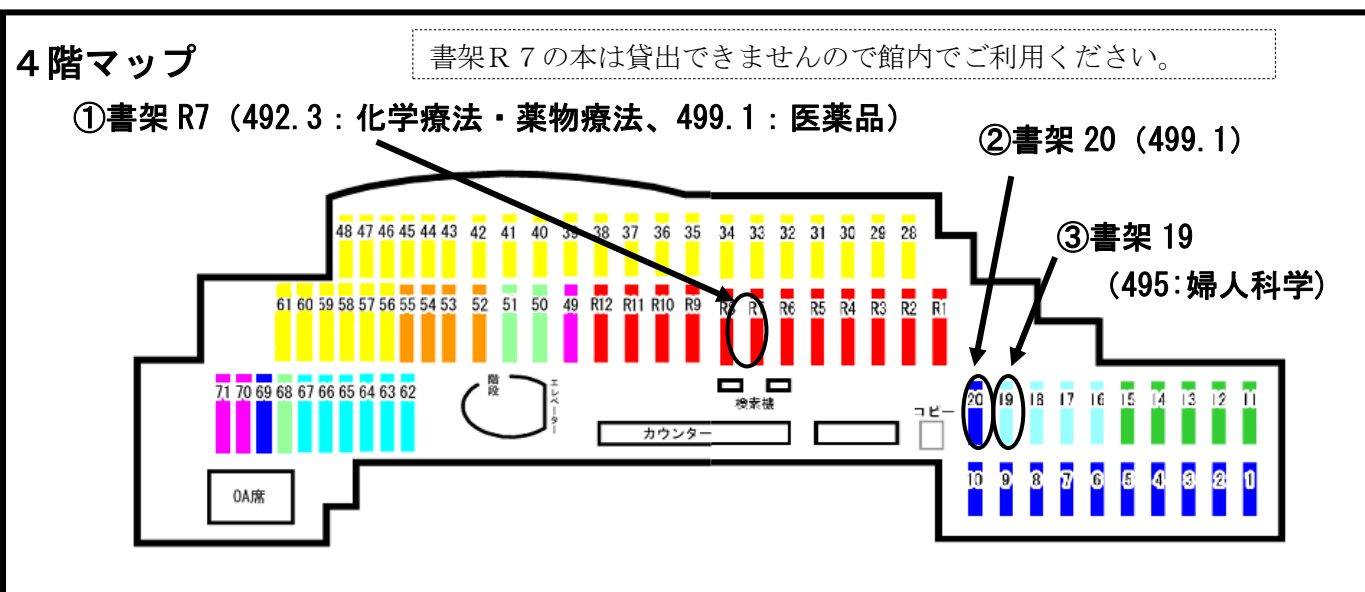 4階マップ
書架R7の本は貸出できませんので館内でご利用ください。
①書架 R7（492.3：化学療法・薬物療法、499.1：医薬品）
②書架 20（499.1）
③書架 19
（495:婦人科学）
48 47 46 45 44 43 42 41 40 39 38 37 36 35 34 33 32 31 30 29 28
61 60 59 58 57 56 55 54 53 52 51 50 49 R12 R11 R10 R9 R8 R7 R6 R5 R4 R3 R2 R1
71 70 69 68 67 66 65 64 63 62
階段
エレベーター
検索機
カウンター
コピー
20 19 18 17 16 15 14 13 12 11
10 9 8 7 6 5 4 3 2 1
OA席